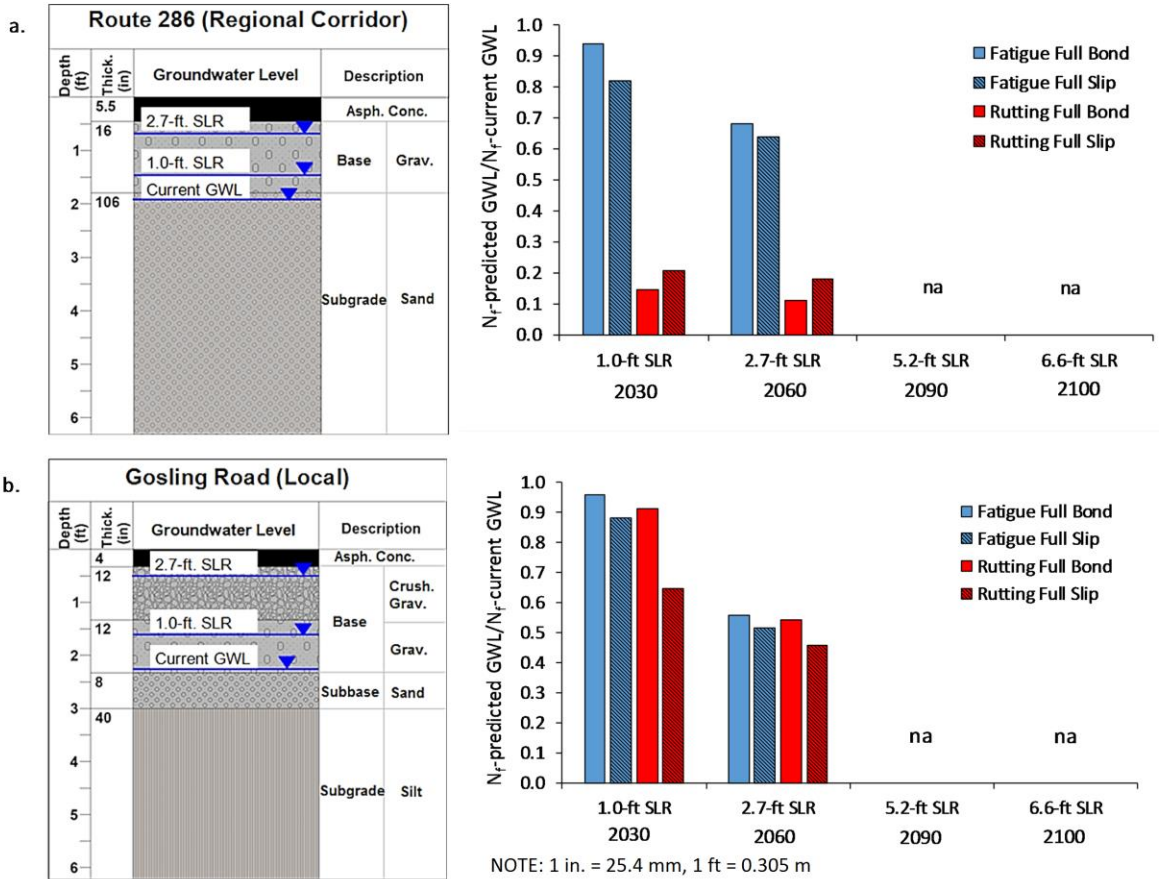 a.
Route 286 (Regional Corridor)
Depth (ft)
Thick. (in)
Groundwater Level
Description
5.5
Asph. Conc.
2.7-ft. SLR
16
1
Base
Grav.
1.0-ft. SLR
Current GWL
2
106
3
Subgrade
Sand
4
5
6
Nf-predicted GWL/Nf-current GWL
1.0
0.9
0.8
0.7
0.6
0.5
0.4
0.3
0.2
0.1
0.0
Fatigue Full Bond
Fatigue Full Slip
Rutting Full Bond
Rutting Full Slip
na na
1.0-ft SLR 2.7-ft SLR 5.2-ft SLR 6.6-ft SLR
2030 2060 2090 2100
b.
Gosling Road (Local)
Depth (ft)
Thick. (in)
Groundwater Level
Description
4
Asph. Conc.
2.7-ft. SLR
12
Crush. Grav.
1
Base
1.0-ft. SLR
12
Grav.
2
Current GWL
8
Subbase
Sand
3
40
4
Subgrade
Silt
5
6
Nf-predicted GWL/Nf-current GWL
1.0
0.9
0.8
0.7
0.6
0.5
0.4
0.3
0.2
0.1
0.0
Fatigue Full Bond
Fatigue Full Slip
Rutting Full Bond
Rutting Full Slip
na na
1.0-ft SLR 2.7-ft SLR 5.2-ft SLR 6.6-ft SLR
2030 2060 2090 2100
NOTE: 1 in. = 25.4 mm, 1 ft = 0.305 m